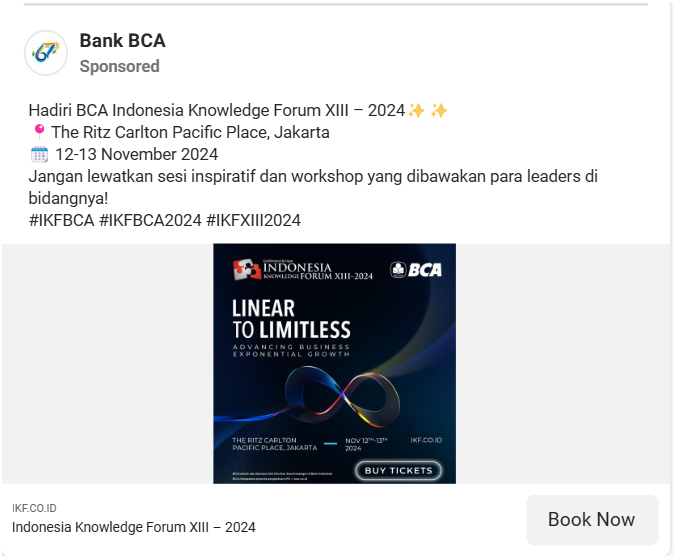 Bank BCA
Sponsored
Hadiri BCA Indonesia Knowledge Forum XIII – 2024✨ ✨
📍 The Ritz Carlton Pacific Place, Jakarta
🗓️ 12-13 November 2024
Jangan lewatkan sesi inspiratif dan workshop yang dibawakan para leaders di
bidangnya!
#IKFBCA #IKFBCA2024 #IKFXIII2024
Conference & Expo
INDONESIA
KNOWLEDGE FORUM XIII-2024
BCA
LINEAR
TO LIMITLESS
ADVANCING BUSINESS
EXPONENTIAL GROWTH
THE RITZ CARLTON
PACIFIC PLACE, JAKARTA
NOV 12TH-13TH
2024
IKF.CO.ID
BUY TICKETS
IKF.CO.ID
Indonesia Knowledge Forum XIII – 2024
Book Now